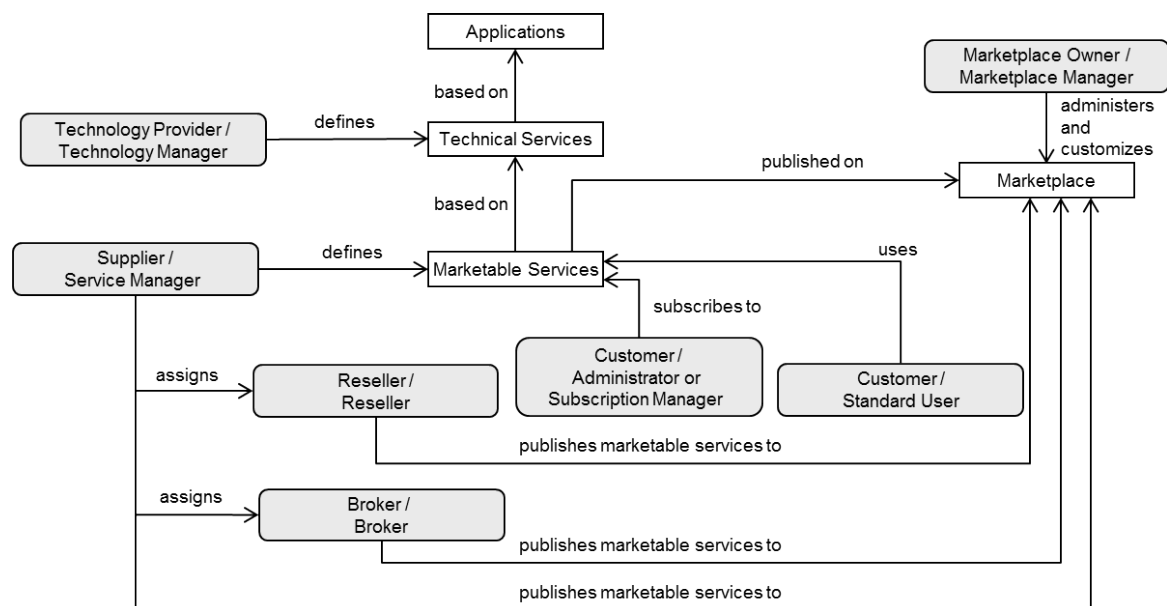 Applications
Marketplace Owner /
Marketplace Manager
based on
administers
and
customizes
Technology Provider /
Technology Manager
defines
Technical Services
published on
Marketplace
based on
Supplier /
Service Manager
defines
Marketable Services
uses
subscribes to
Customer /
Administrator or
Subscription Manager
Customer /
Standard User
assigns
Reseller /
Reseller
publishes marketable services to
assigns
Broker /
Broker
publishes marketable services to
publishes marketable services to